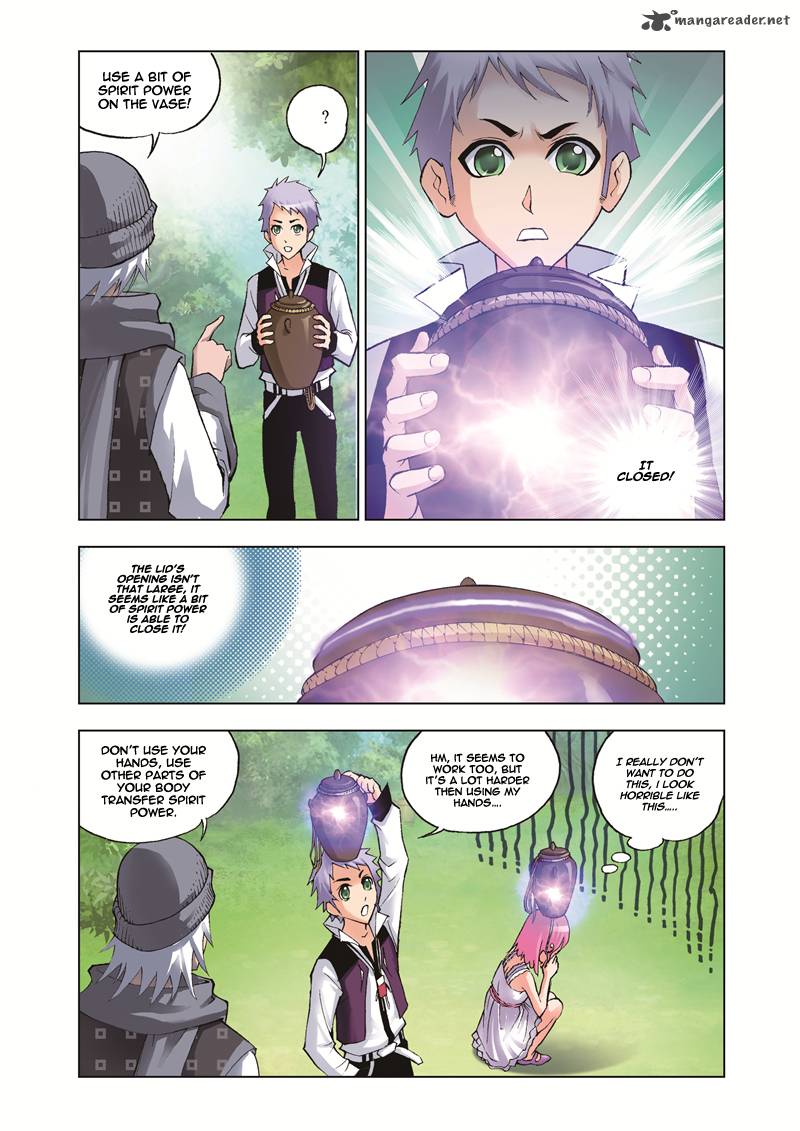 mangareader.net
USE A BIT OF
SPIRIT POWER
ON THE VASE!
?
IT
CLOSED!
THE LID'S
OPENING ISN'T
THAT LARGE, IT
SEEMS LIKE A BIT
OF SPIRIT POWER
IS ABLE TO
CLOSE IT!
DON'T USE YOUR
HANDS, USE
OTHER PARTS OF
YOUR BODY
TRANSFER SPIRIT
POWER.
HM, IT SEEMS TO
WORK TOO, BUT
IT'S A LOT HARDER
THEN USING MY
HANDS....
I REALLY DON'T
WANT TO DO
THIS, I LOOK
HORRIBLE LIKE
THIS.....